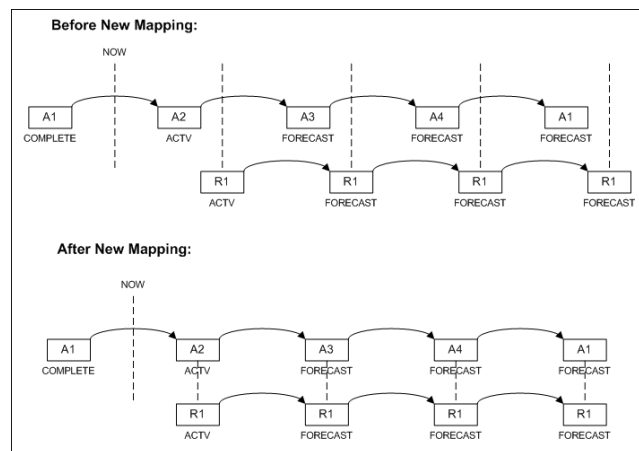 Before New Mapping:
NOW
A1 A2 A3 A4 A1
COMPLETE ACTV FORECAST FORECAST FORECAST
R1 R1 R1 R1
ACTV FORECAST FORECAST FORECAST
After New Mapping:
NOW
A1 A2 A3 A4 A1
COMPLETE ACTV FORECAST FORECAST FORECAST
R1 R1 R1 R1
ACTV FORECAST FORECAST FORECAST